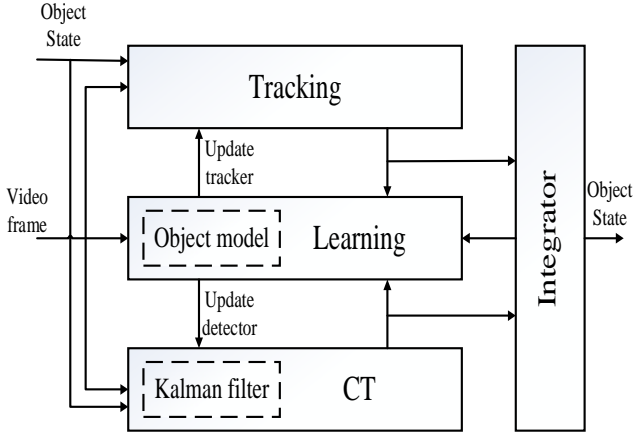 Object
State
Tracking
Update
tracker
Video
frame
Object model
Learning
Integrator
Object
State
Update
detector
Kalman filter
CT